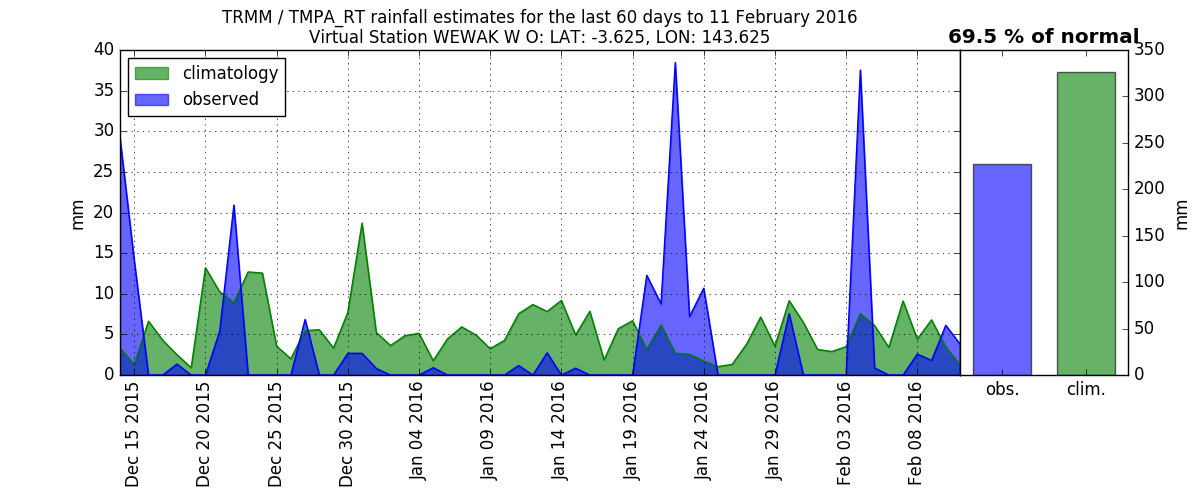 TRMM / TMPA_RT rainfall estimates for the last 60 days to 11 February 2016
Virtual Station WEWAK W O: LAT: -3.625, LON: 143.625
69.5 % of normal
climatology
observed
40
35
30
25
20
15
10
5
0
mm
350
300
250
200
150
100
50
0
mm
Dec 15 2015
Dec 20 2015
Dec 25 2015
Dec 30 2015
Jan 04 2016
Jan 09 2016
Jan 14 2016
Jan 19 2016
Jan 24 2016
Jan 29 2016
Feb 03 2016
Feb 08 2016
obs.
clim.